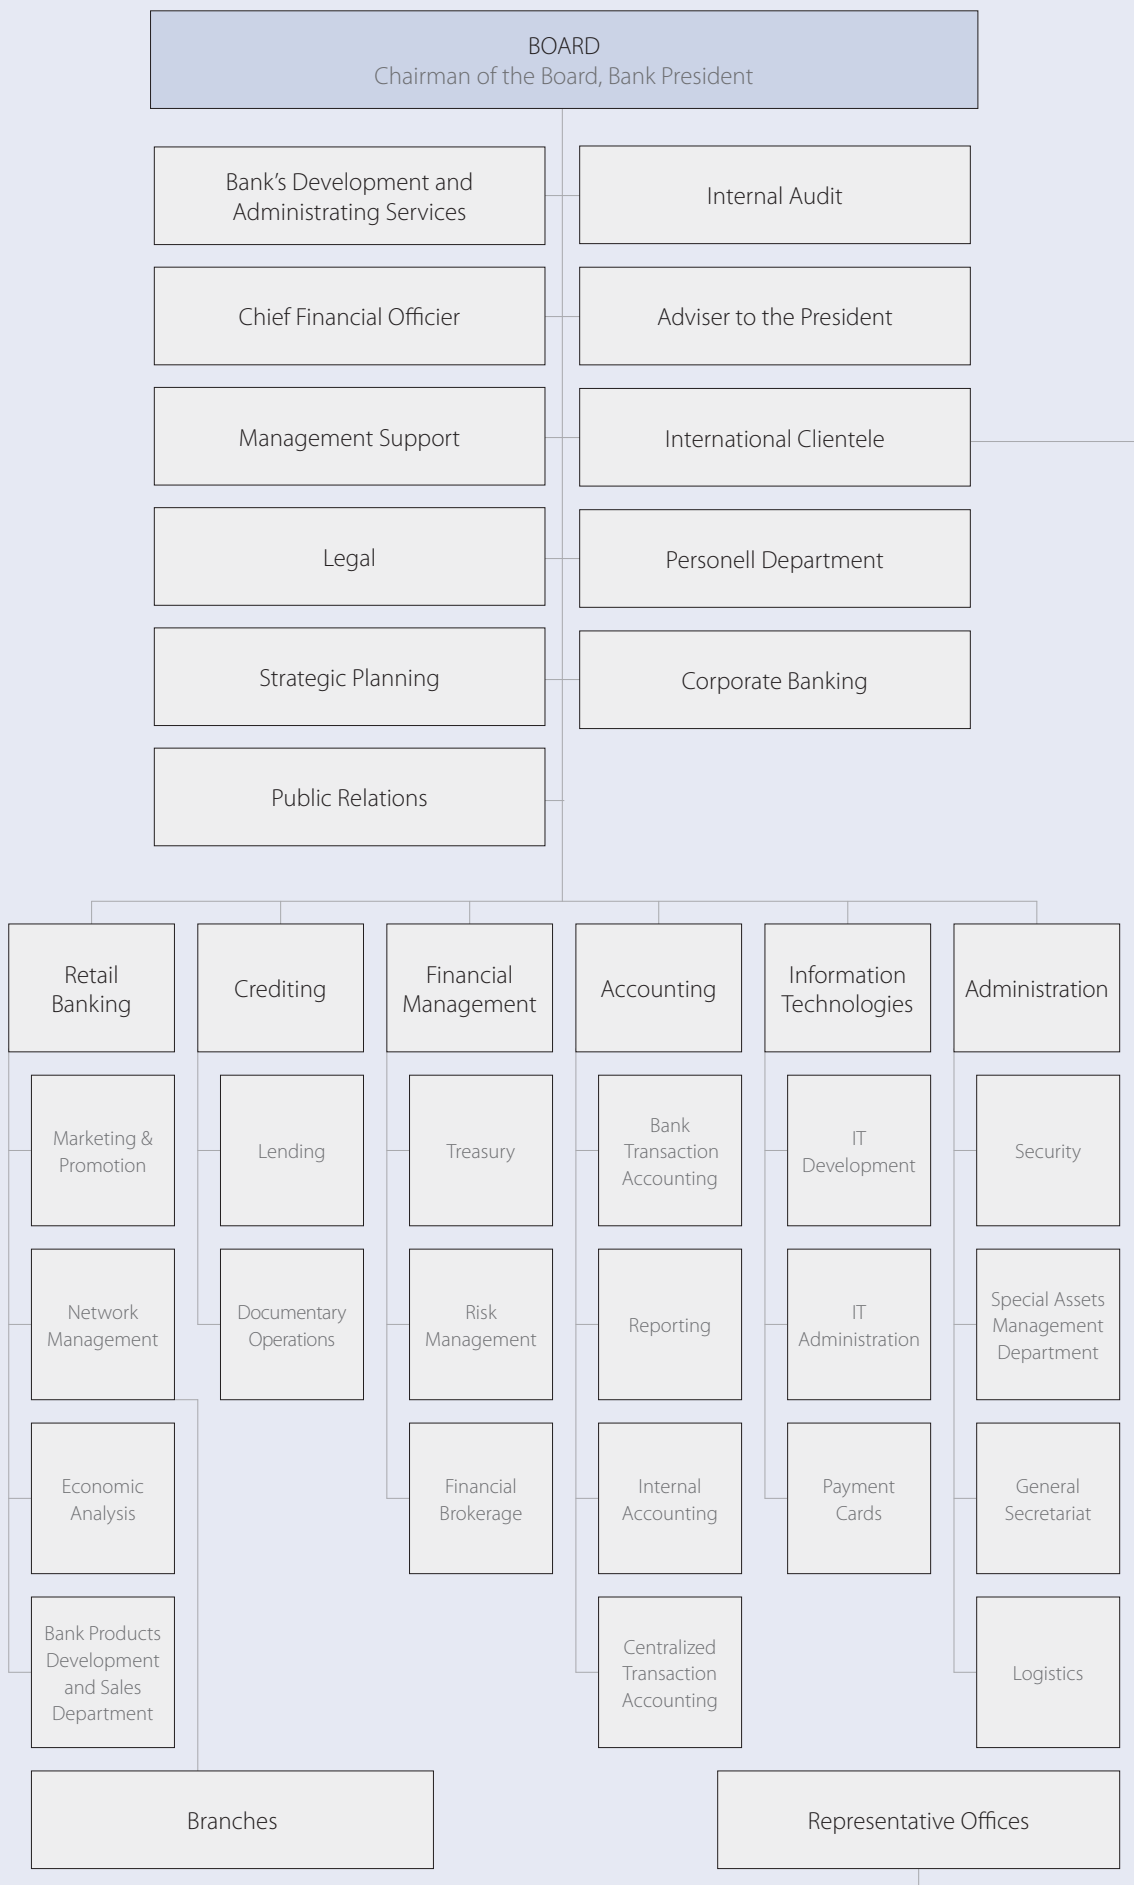 BOARD
Chairman of the Board, Bank President
Bank’s Development and
Administrating Services
Internal Audit
Chief Financial Officier
Adviser to the President
Management Support
International Clientele
Legal
Personell Department
Strategic Planning
Corporate Banking
Public Relations
Retail
Banking
Crediting
Financial
Management
Accounting
Information
Technologies
Administration
Marketing &
Promotion
Lending
Treasury
Bank
Transaction
Accounting
IT
Development
Security
Network
Management
Documentary
Operations
Risk
Management
Reporting
IT
Administration
Special Assets
Management
Department
Economic
Analysis
Financial
Brokerage
Internal
Accounting
Payment
Cards
General
Secretariat
Bank Products
Development
and Sales
Department
Centralized
Transaction
Accounting
Logistics
Branches
Representative Offices